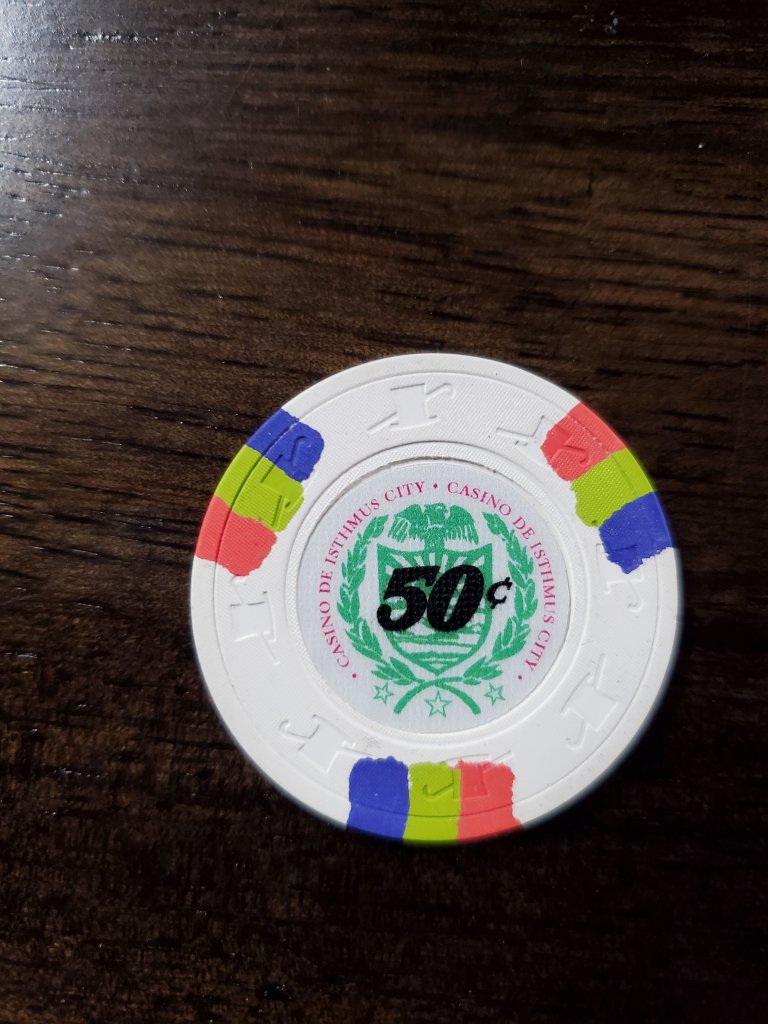 • CASINO DE ISTHMUS CITY • CASINO DE ISTHMUS CITY •
50¢